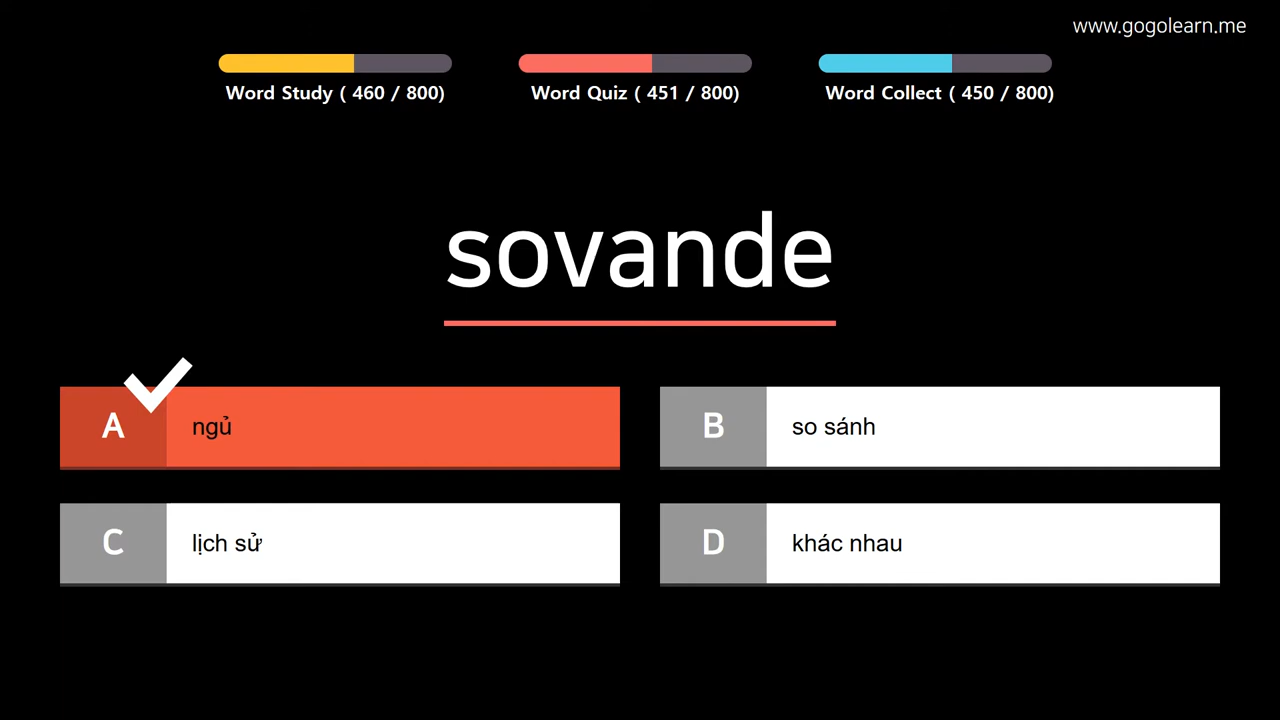 www.gogolearn.me
Word Study ( 460 / 800)
Word Quiz ( 451 / 800)
Word Collect ( 450 / 800)
sovande
A ngủ
B so sánh
C lịch sử
D khác nhau